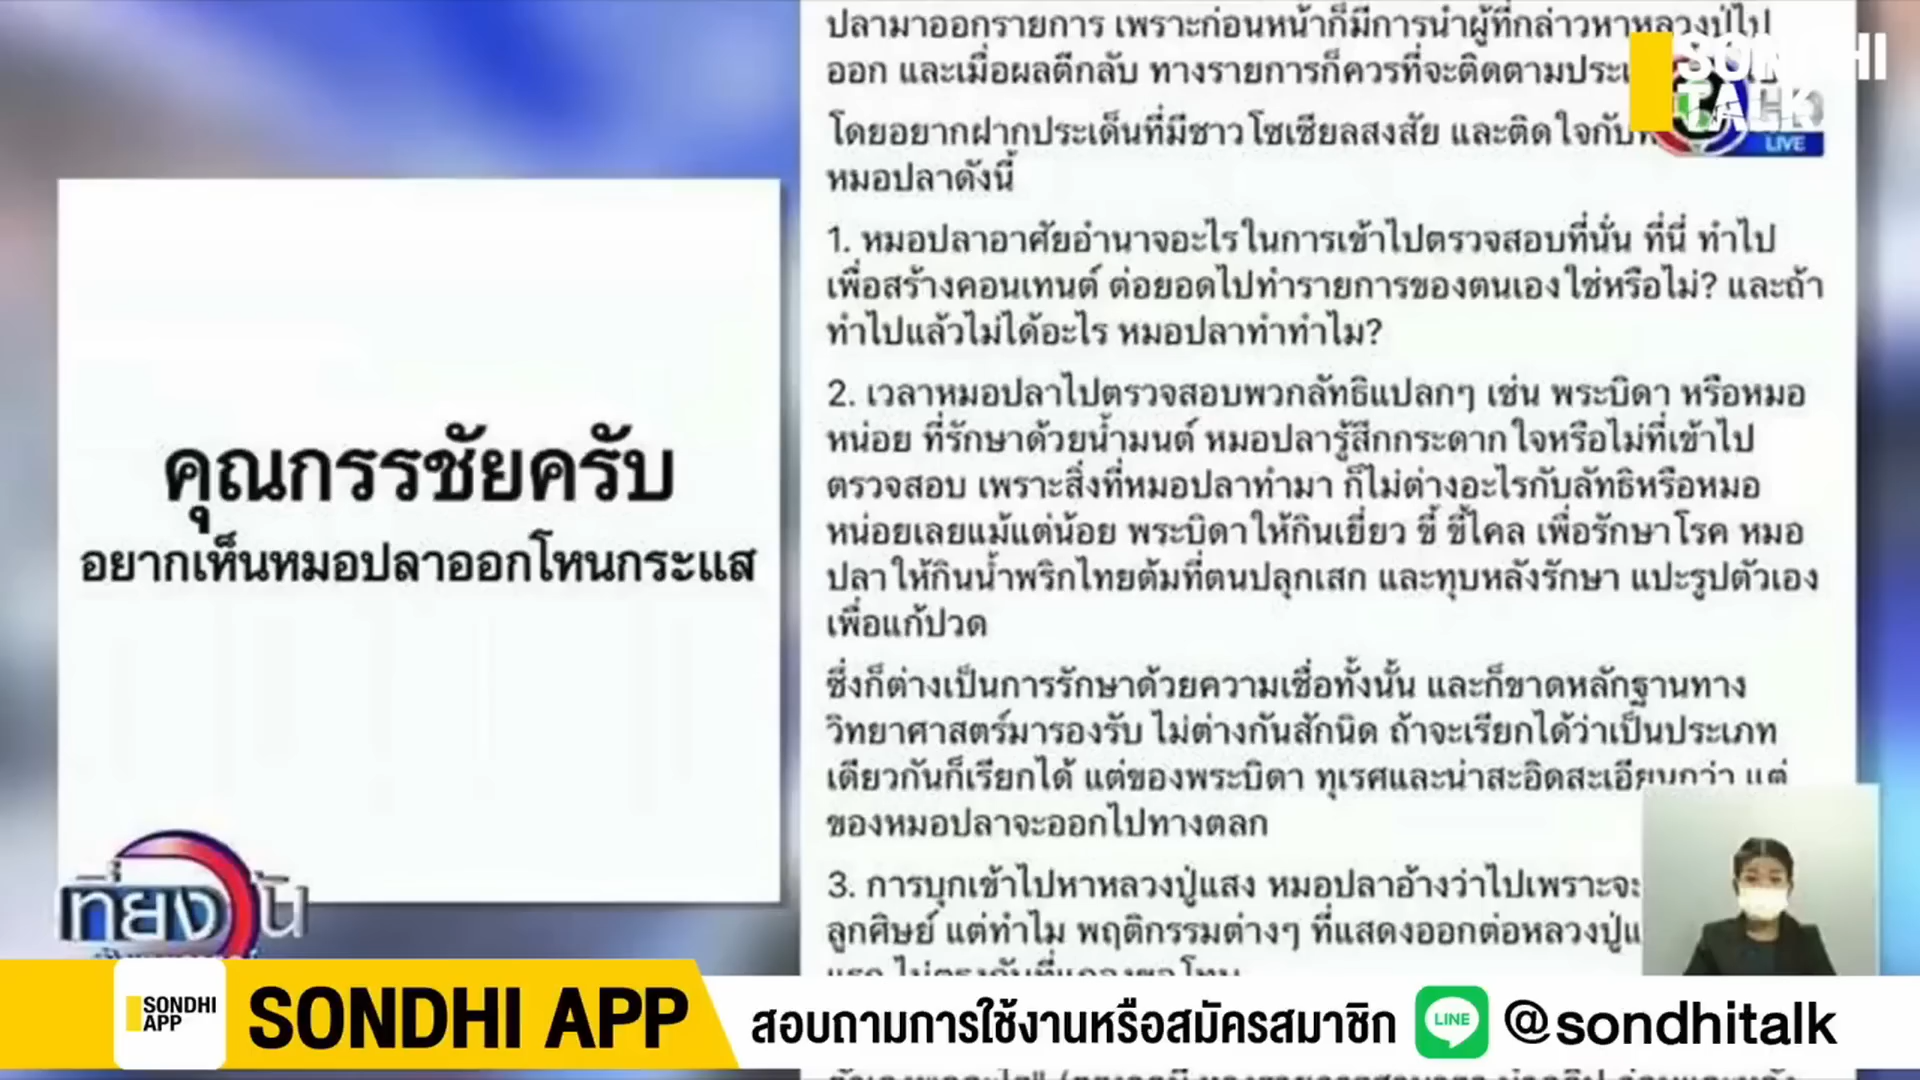 คุณกรรชัยครับ
อยากเห็นหมอปลาออกโหนกระแส
ปลามาออกรายการ เพราะก่อนหน้าก็มีการนำผู้ที่กล่าวหาหลวงปู่ไป
ออก และเมื่อผลตีกลับ ทางรายการก็ควรที่จะติดตาม
โดยอยากฝากประเด็นที่มีชาวโซเชียลสงสัย และติดใจกับ
หมอปลาดังนี้
1. หมอปลาอาศัยอำนาจอะไรในการเข้าไปตรวจสอบที่นั่น ที่นี่ ทำไป
เพื่อสร้างคอนเทนต์ ต่อยอดไปทำรายการของตนเองใช่หรือไม่? และถ้า
ทำไปแล้วไม่ได้อะไร หมอปลาทำทำไม?
2. เวลาหมอปลาไปตรวจสอบพวกลัทธิแปลกๆ เช่น พระบิดา หรือหมอ
หน่อย ที่รักษาด้วยน้ำมนต์ หมอปลารู้สึกกระดากใจหรือไม่ที่เข้าไป
ตรวจสอบ เพราะสิ่งที่หมอปลาทำมา ก็ไม่ต่างอะไรกับลัทธิหรือหมอ
หน่อยเลยแม้แต่น้อย พระบิดาให้กินเยี่ยว ขี้ ขี้ไคล เพื่อรักษาโรค หมอ
ปลาให้กินน้ำพริกไทยต้มที่ตนปลุกเสก และทุบหลังรักษา แปะรูปตัวเอง
เพื่อแก้ปวด
ซึ่งก็ต่างเป็นการรักษาด้วยความเชื่อทั้งนั้น และก็ขาดหลักฐานทาง
วิทยาศาสตร์มารองรับ ไม่ต่างกันสักนิด ถ้าจะเรียกได้ว่าเป็นประเภท
เดียวกันก็เรียกได้ แต่ของพระบิดา ทุเรศและน่าสะอิดสะเอียนกว่า แต่
ของหมอปลาจะออกไปทางตลก
3. การบุกเข้าไปหาหลวงปู่แสง หมอปลาอ้างว่าไปเพราะจะ
ลูกศิษย์ แต่ทำไม พฤติกรรมต่างๆ ที่แสดงออกต่อหลวงปู่
แรก ไม่ตรงกับที่แถลงขอโทษ
SONDHI
TALK
LIVE
เที่ยงวัน
SONDHI
APP
SONDHI APP
สอบถามการใช้งานหรือสมัครสมาชิก
LINE
@sondhitalk